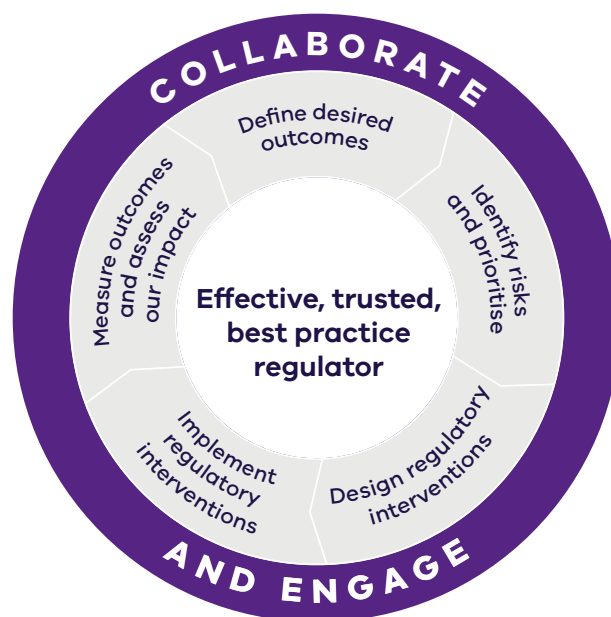 COLLABORATE
Define desired
outcomes
Identify risks
and prioritise
Design regulatory
interventions
Implement
regulatory
interventions
Measure outcomes
and assess
our impact
Effective, trusted,
best practice
regulator
AND ENGAGE